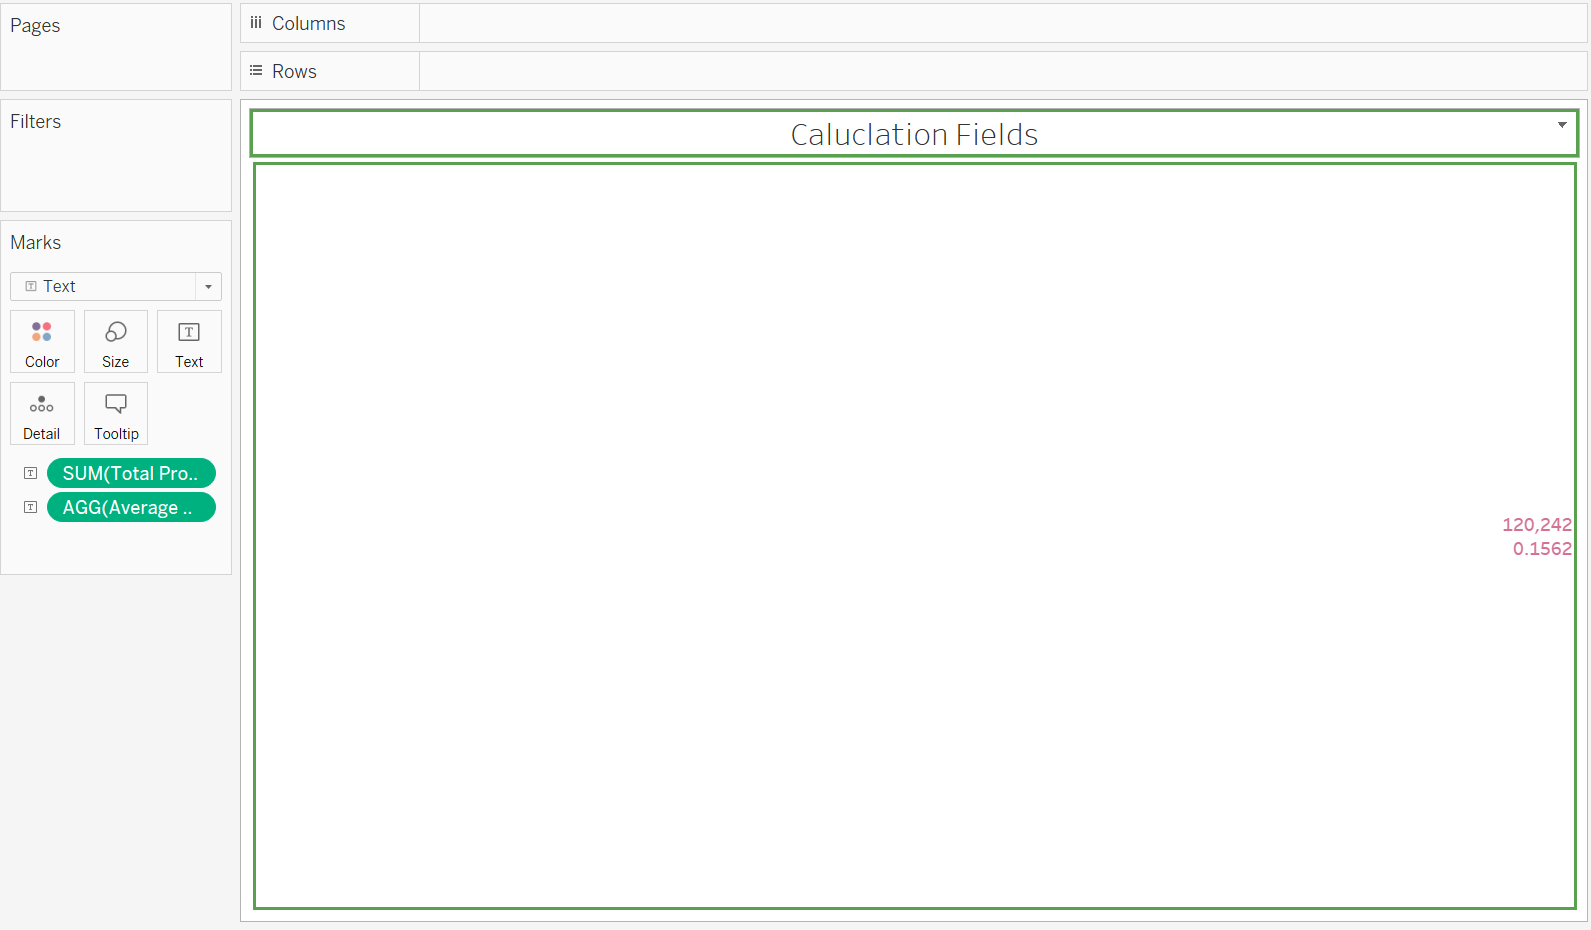 Pages
Columns
Rows
Filters
Caluclation Fields
Marks
Text
Color
Size
Text
Detail
Tooltip
SUM(Total Pro..
AGG(Average ..
120,242
0.1562